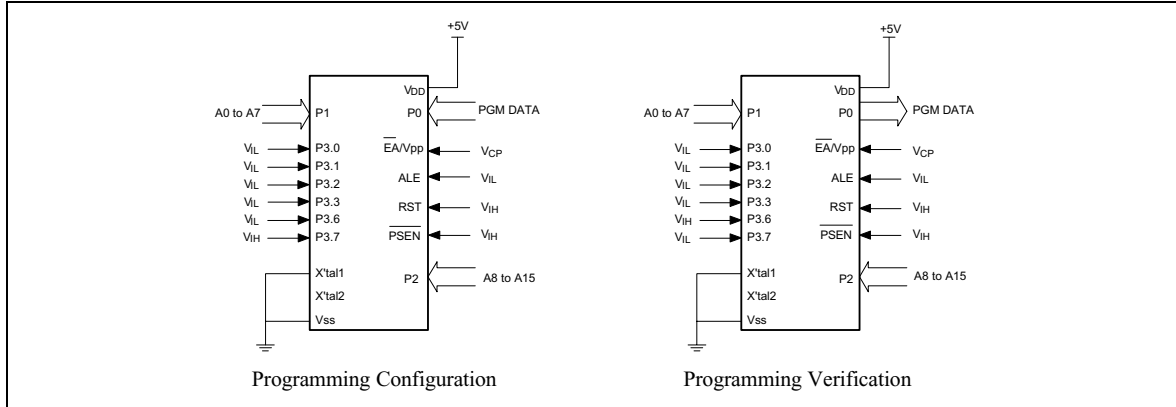 +5V
VDD
A0 to A7
P1
P0
PGM DATA
VIL
P3.0
EA/Vpp
VCP
VIL
P3.1
VIL
P3.2
ALE
VIL
VIL
P3.3
RST
VIH
VIL
P3.6
VIH
P3.7
PSEN
VIH
X'tal1
P2
A8 to A15
X'tal2
Vss
Programming Configuration
+5V
VDD
A0 to A7
P1
P0
PGM DATA
VIL
P3.0
EA/Vpp
VCP
VIL
P3.1
VIL
P3.2
ALE
VIL
VIL
P3.3
RST
VIH
VIH
P3.6
VIL
P3.7
PSEN
VIH
X'tal1
P2
A8 to A15
X'tal2
Vss
Programming Verification